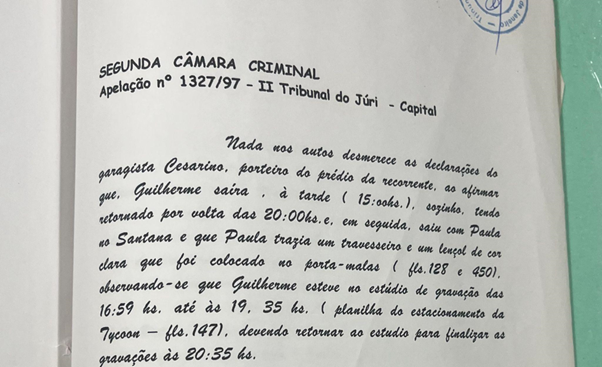 SEGUNDA CÂMARA CRIMINAL
Apelação nº 1327/97 - II Tribunal do Júri - Capital
Nada nos autos desmerece as declarações do
garagista Cesarino, porteiro do prédio da recorrente, ao afirmar
que, Guilherme saíra , à tarde ( 15:oohs.), sozinho, tendo
retornado por volta das 20:00hs.e, em seguida, saiu com Paula
no Santana e que Paula trazia um travesseiro e um lençol de cor
clara que foi colocado no porta-malas ( fls.128 e 450),
observando-se que Guilherme esteve no estúdio de gravação das
16:59 hs. até às 19, 35 hs. ( planilha do estacionamento da
Tycoon – fls.147), devendo retornar ao estudio para finalizar as
gravações às 20:35 hs.